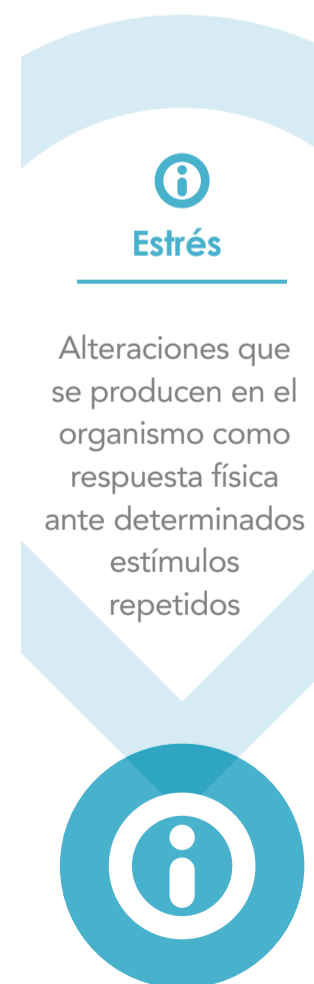 Estrés
Alteraciones que
se producen en el
organismo como
respuesta física
ante determinados
estímulos
repetidos